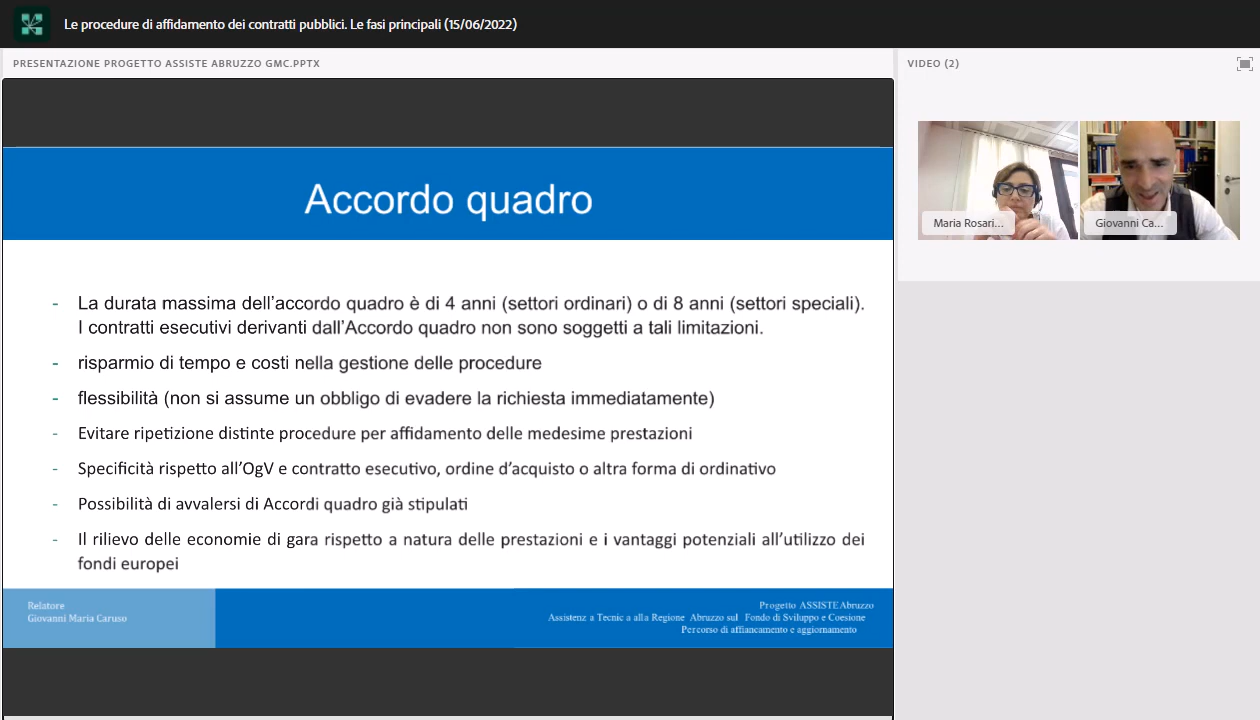 Le procedure di affidamento dei contratti pubblici. Le fasi principali (15/06/2022)
PRESENTAZIONE PROGETTO ASSISTE ABRUZZO GMC.PPTX
VIDEO (2)
Maria Rosari...
Giovanni Ca...
Accordo quadro
- La durata massima dell'accordo quadro è di 4 anni (settori ordinari) o di 8 anni (settori speciali).
I contratti esecutivi derivanti dall'Accordo quadro non sono soggetti a tali limitazioni.
- risparmio di tempo e costi nella gestione delle procedure
- flessibilità (non si assume un obbligo di evadere la richiesta immediatamente)
- Evitare ripetizione distinte procedure per affidamento delle medesime prestazioni
- Specificità rispetto all'OgV e contratto esecutivo, ordine d'acquisto o altra forma di ordinativo
- Possibilità di avvalersi di Accordi quadro già stipulati
- Il rilievo delle economie di gara rispetto a natura delle prestazioni e i vantaggi potenziali all'utilizzo dei
fondi europei
Relatore
Giovanni Maria Caruso
Progetto ASSISTE Abruzzo
Assistenz a Tecnic a alla Regione Abruzzo sul Fondo di Sviluppo e Coesione
Percorso di affiancamento e aggiornamento